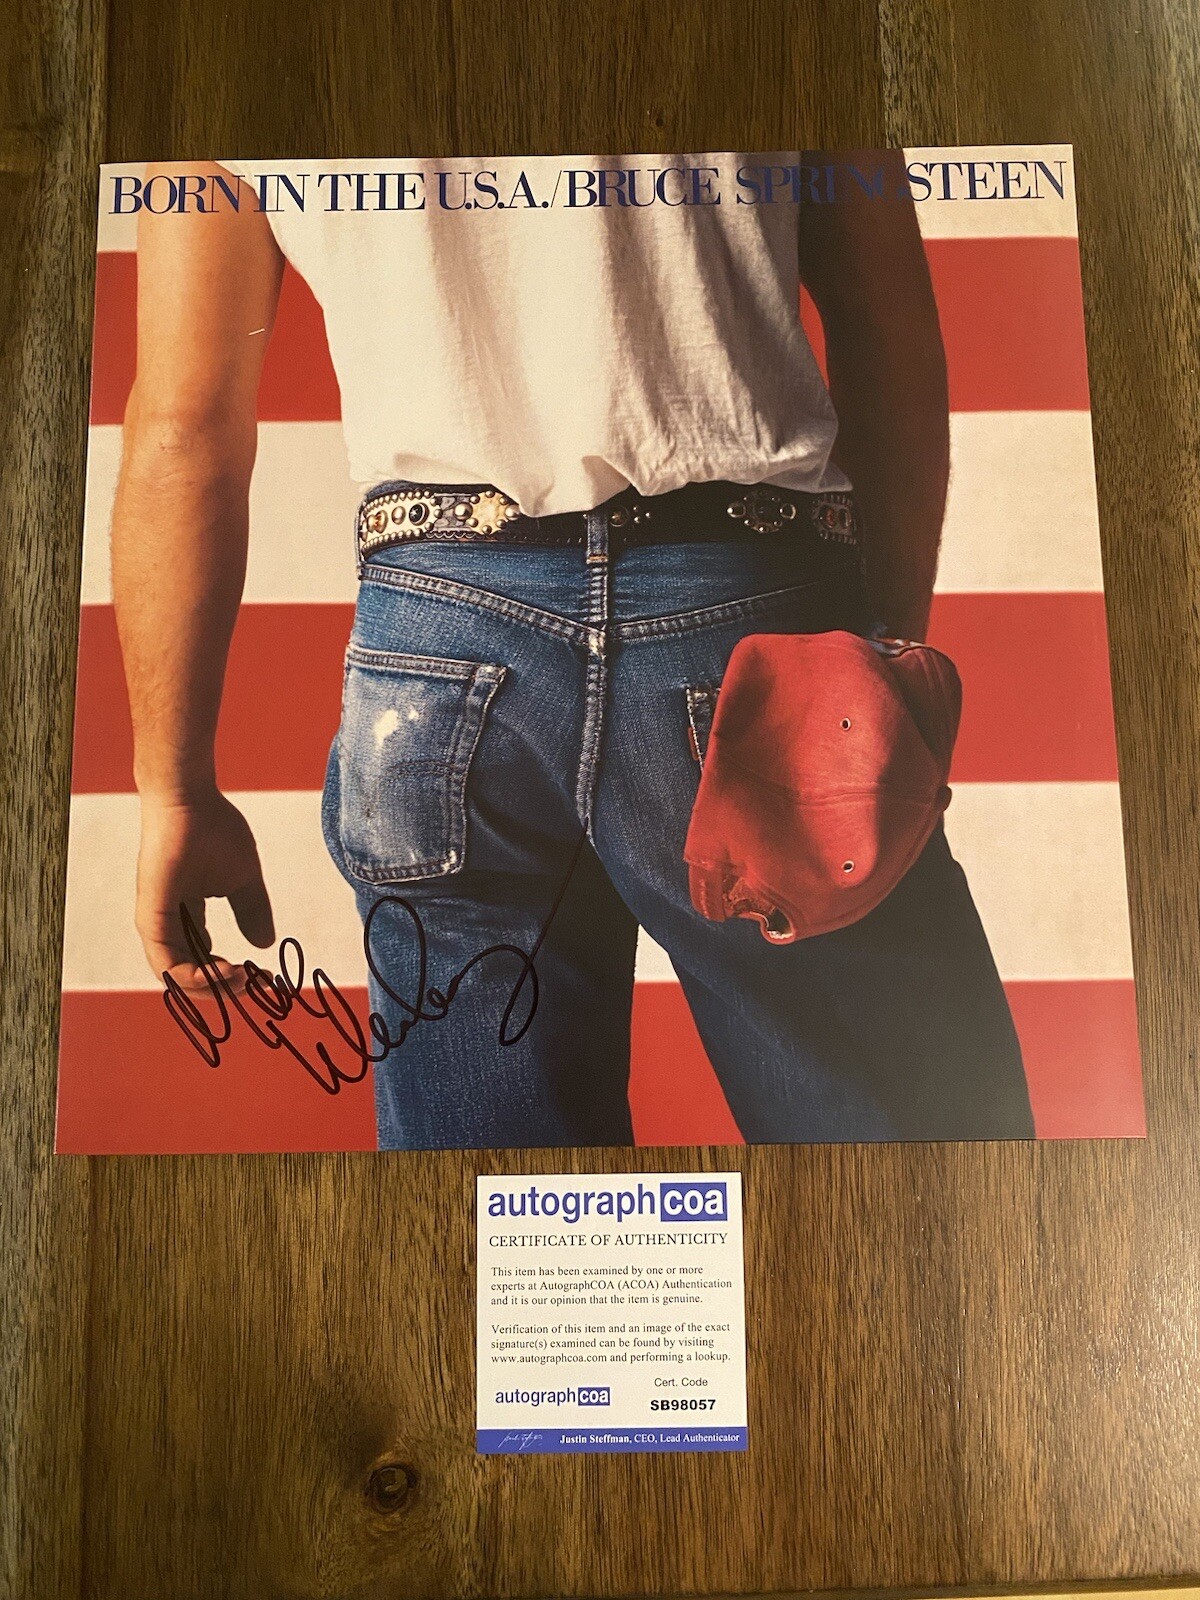 BORN IN THE U.S.A./BRUCE SPRINGSTEEN
Max Weinberg
autographcoa
CERTIFICATE OF AUTHENTICITY
This item has been examined by one or more
experts at AutographCOA (ACOA) Authentication
and it is our opinion that the item is genuine.
Verification of this item and an image of the exact
signature(s) examined can be found by visiting
www.autographcoa.com and performing a lookup.
autographcoa
Cert. Code
SB98057
Justin Steffman, CEO, Lead Authenticator